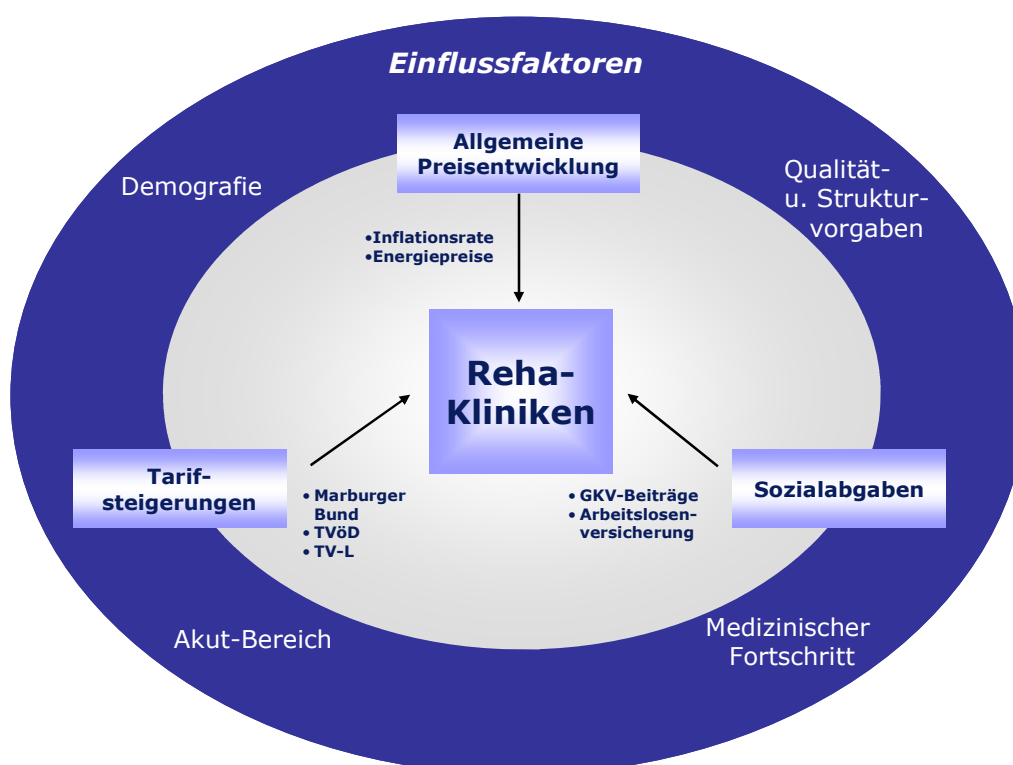 Einflussfaktoren
Allgemeine
Preisentwicklung
Demografie
Qualität-
u. Struktur-
vorgaben
•Inflationsrate
•Energiepreise
Reha-
Kliniken
Tarif-
steigerungen
• Marburger
Bund
• TVöD
• TV-L
• GKV-Beiträge
• Arbeitslosen-
versicherung
Sozialabgaben
Akut-Bereich
Medizinischer
Fortschritt